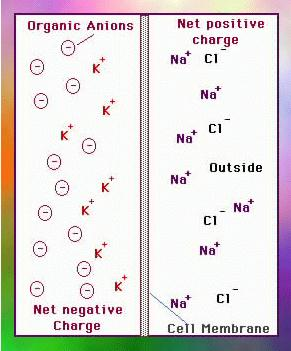 Organic Anions
−
−
K+
−
−
K+
K+
−
−
−
K+
−
K+
−
−
K+
−
K+
−
−
Net negative
Charge
Net positive
charge
Na+ Cl−
Na+
Cl−
Na+
Outside
Na+
Na+
Cl−
Na+
Na+ Cl−
Cell Membrane